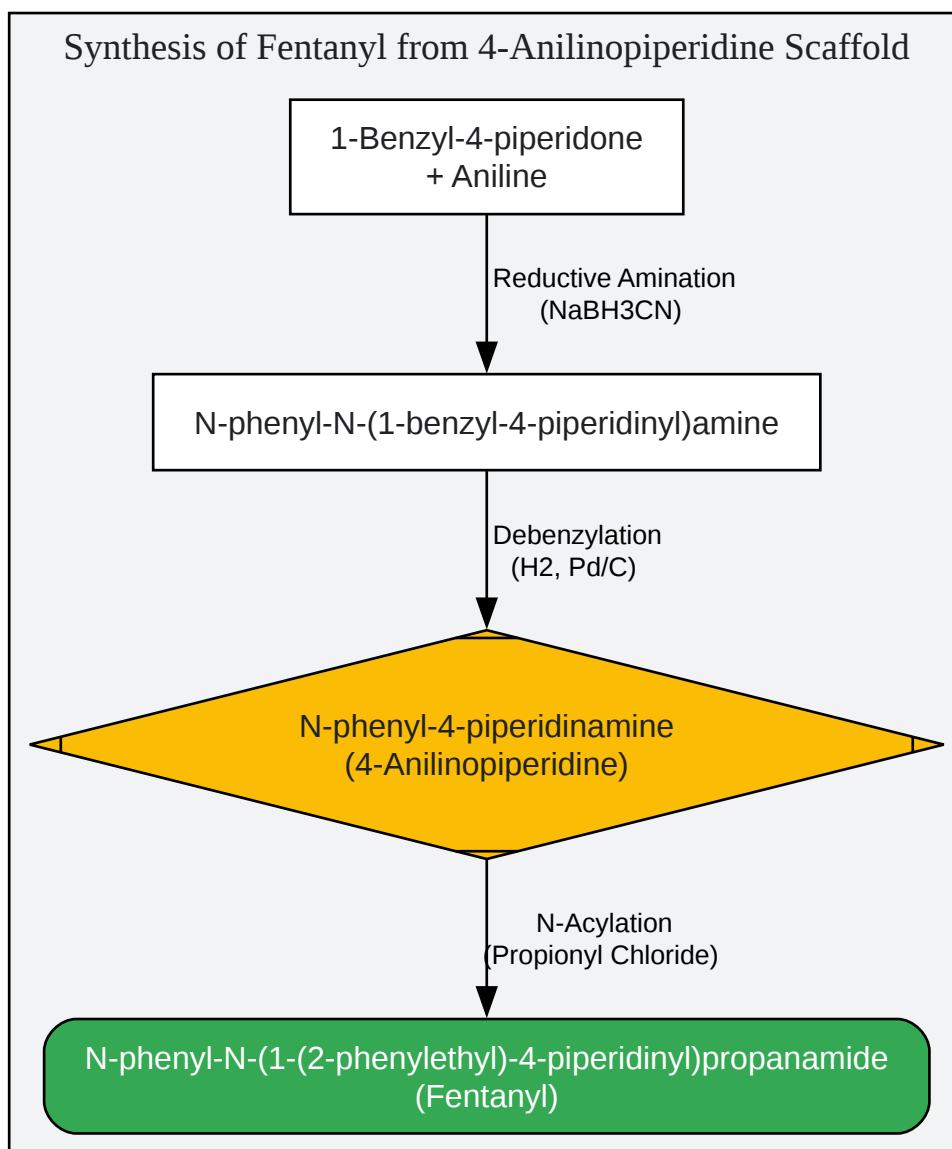 Synthesis of Fentanyl from 4-Anilinopiperidine Scaffold
1-Benzyl-4-piperidone
+ Aniline
Reductive Amination
(NaBH3CN)
N-phenyl-N-(1-benzyl-4-piperidinyl)amine
Debenzylation
(H2, Pd/C)
N-phenyl-4-piperidinamine
(4-Anilinopiperidine)
N-Acylation
(Propionyl Chloride)
N-phenyl-N-(1-(2-phenylethyl)-4-piperidinyl)propanamide
(Fentanyl)